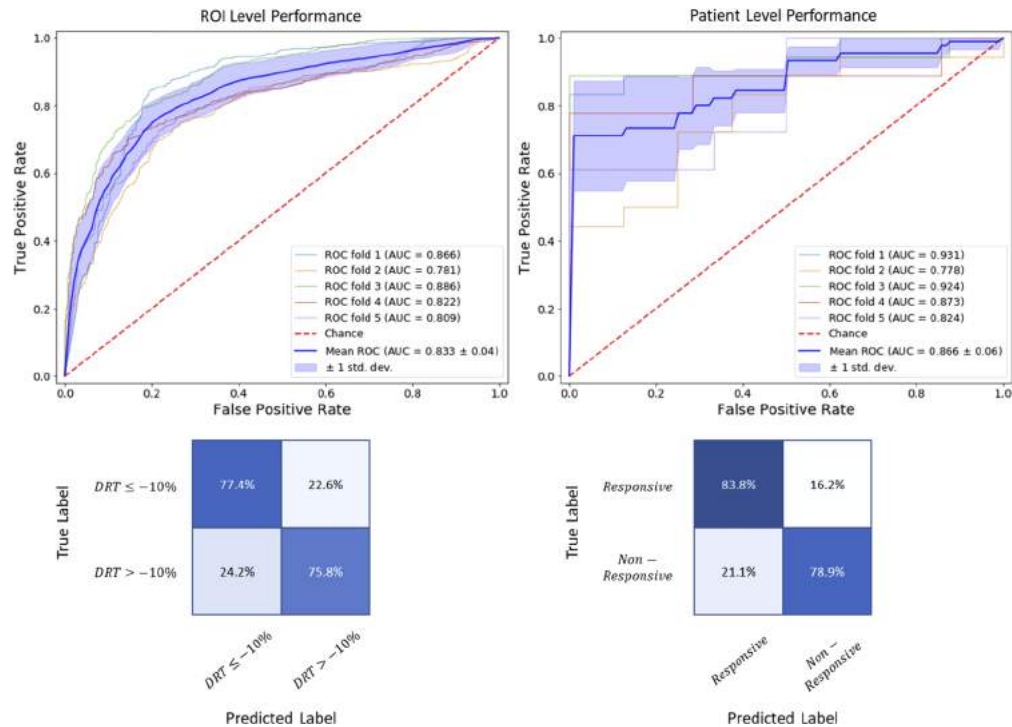 ROI Level Performance
1.0
0.8
0.6
0.4
0.2
0.0
True Positive Rate
0.0 0.2 0.4 0.6 0.8 1.0
False Positive Rate
ROC fold 1 (AUC = 0.866)
ROC fold 2 (AUC = 0.781)
ROC fold 3 (AUC = 0.886)
ROC fold 4 (AUC = 0.822)
ROC fold 5 (AUC = 0.809)
Chance
Mean ROC (AUC = 0.833 ± 0.04)
± 1 std. dev.
Patient Level Performance
1.0
0.8
0.6
0.4
0.2
0.0
True Positive Rate
0.0 0.2 0.4 0.6 0.8 1.0
False Positive Rate
ROC fold 1 (AUC = 0.931)
ROC fold 2 (AUC = 0.778)
ROC fold 3 (AUC = 0.924)
ROC fold 4 (AUC = 0.873)
ROC fold 5 (AUC = 0.824)
Chance
Mean ROC (AUC = 0.866 ± 0.06)
± 1 std. dev.
True Label
DRT ≤ −10%
77.4% 22.6%
DRT > −10%
24.2% 75.8%
DRT ≤ −10%
DRT > −10%
Predicted Label
True Label
Responsive
83.8% 16.2%
Non −
Responsive
21.1% 78.9%
Responsive
Non −
Responsive
Predicted Label